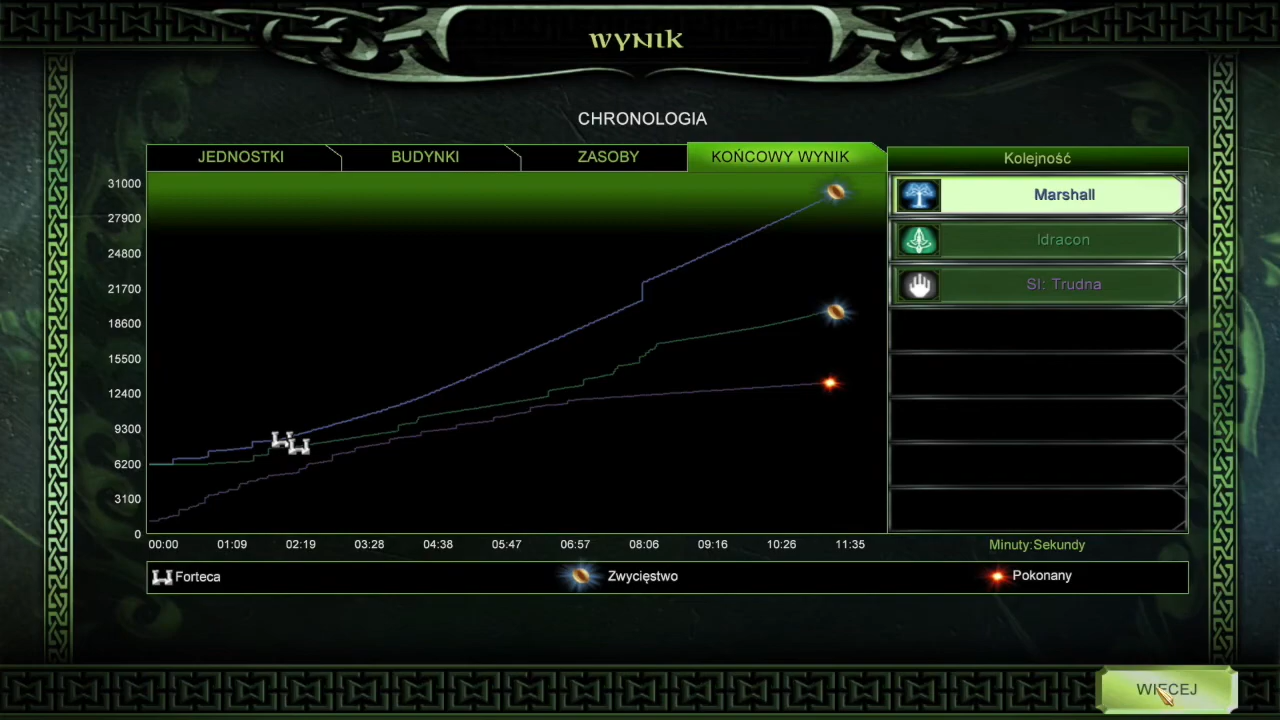 WYNIK
CHRONOLOGIA
JEDNOSTKI BUDYNKI ZASOBY KOŃCOWY WYNIK Kolejność
Marshall
Idracon
SI: Trudna
31000
27900
24800
21700
18600
15500
12400
9300
6200
3100
0
00:00 01:09 02:19 03:28 04:38 05:47 06:57 08:06 09:16 10:26 11:35 Minuty:Sekundy
Forteca Zwycięstwo Pokonany
WIĘCEJ